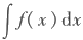 ∫ f( x ) dx